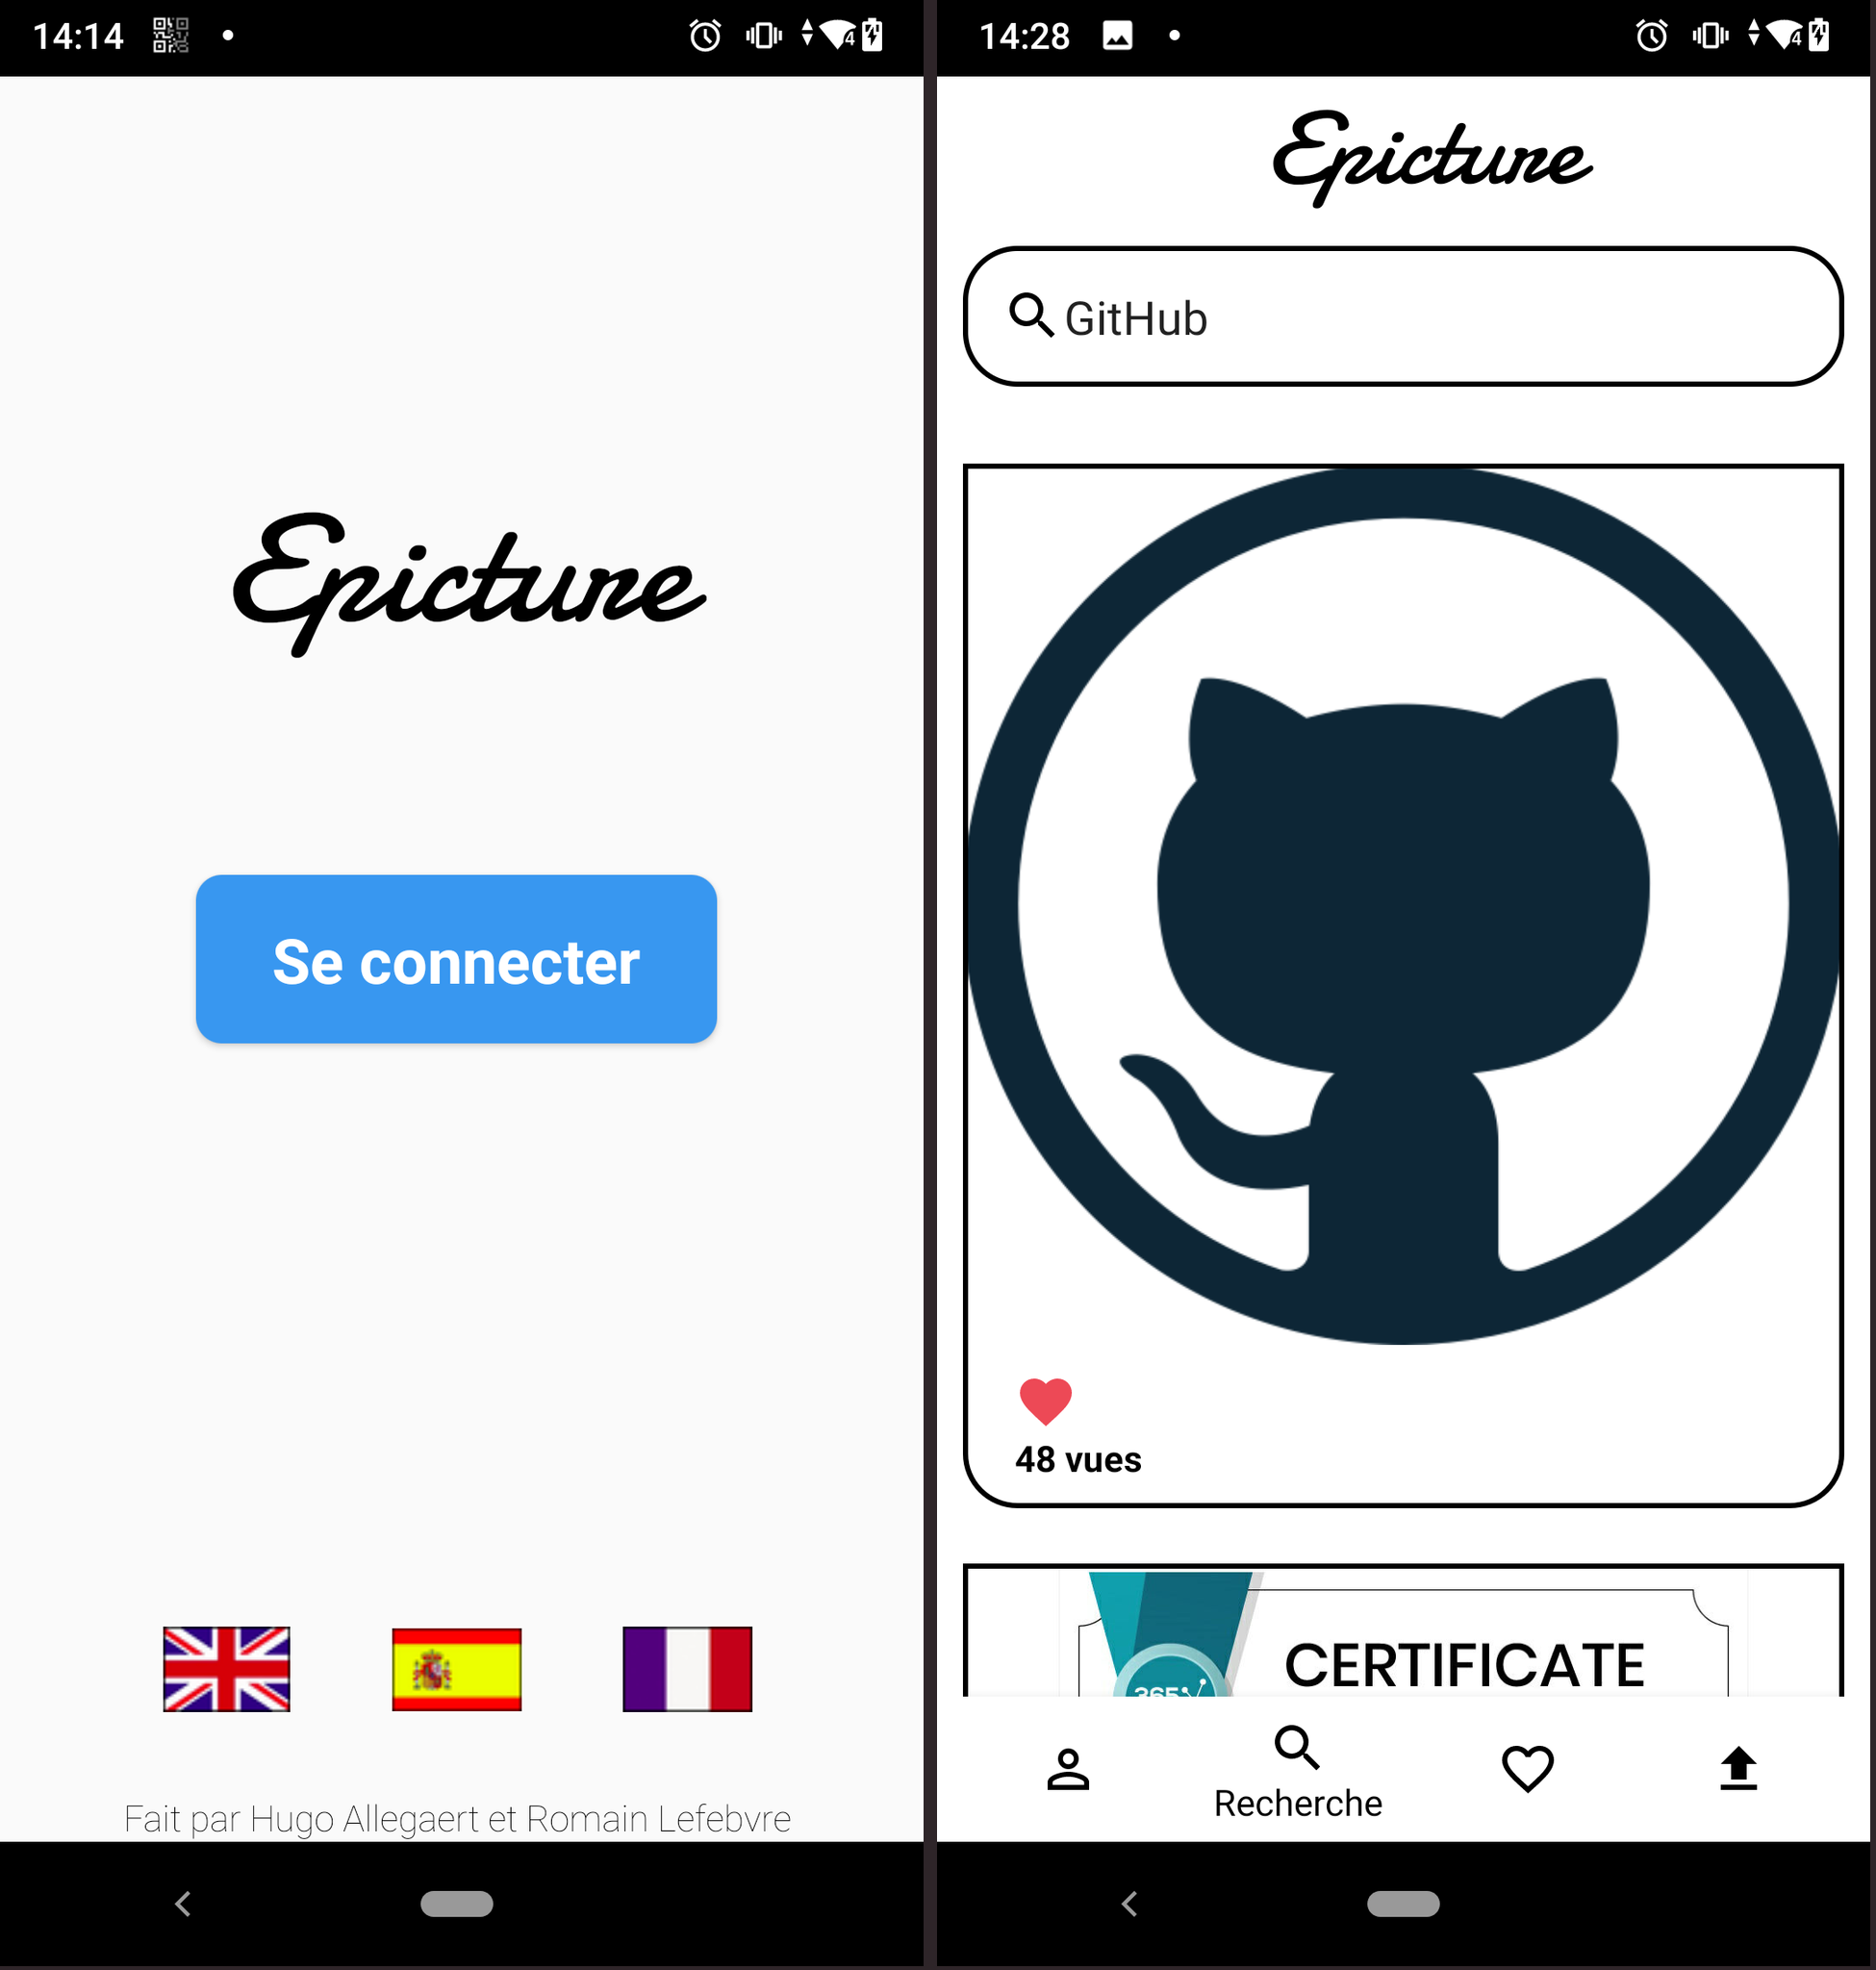 14:14
Epicture
Se connecter
Fait par Hugo Allegaert et Romain Lefebvre
14:28
Epicture
GitHub
48 vues
CERTIFICATE
365
Recherche